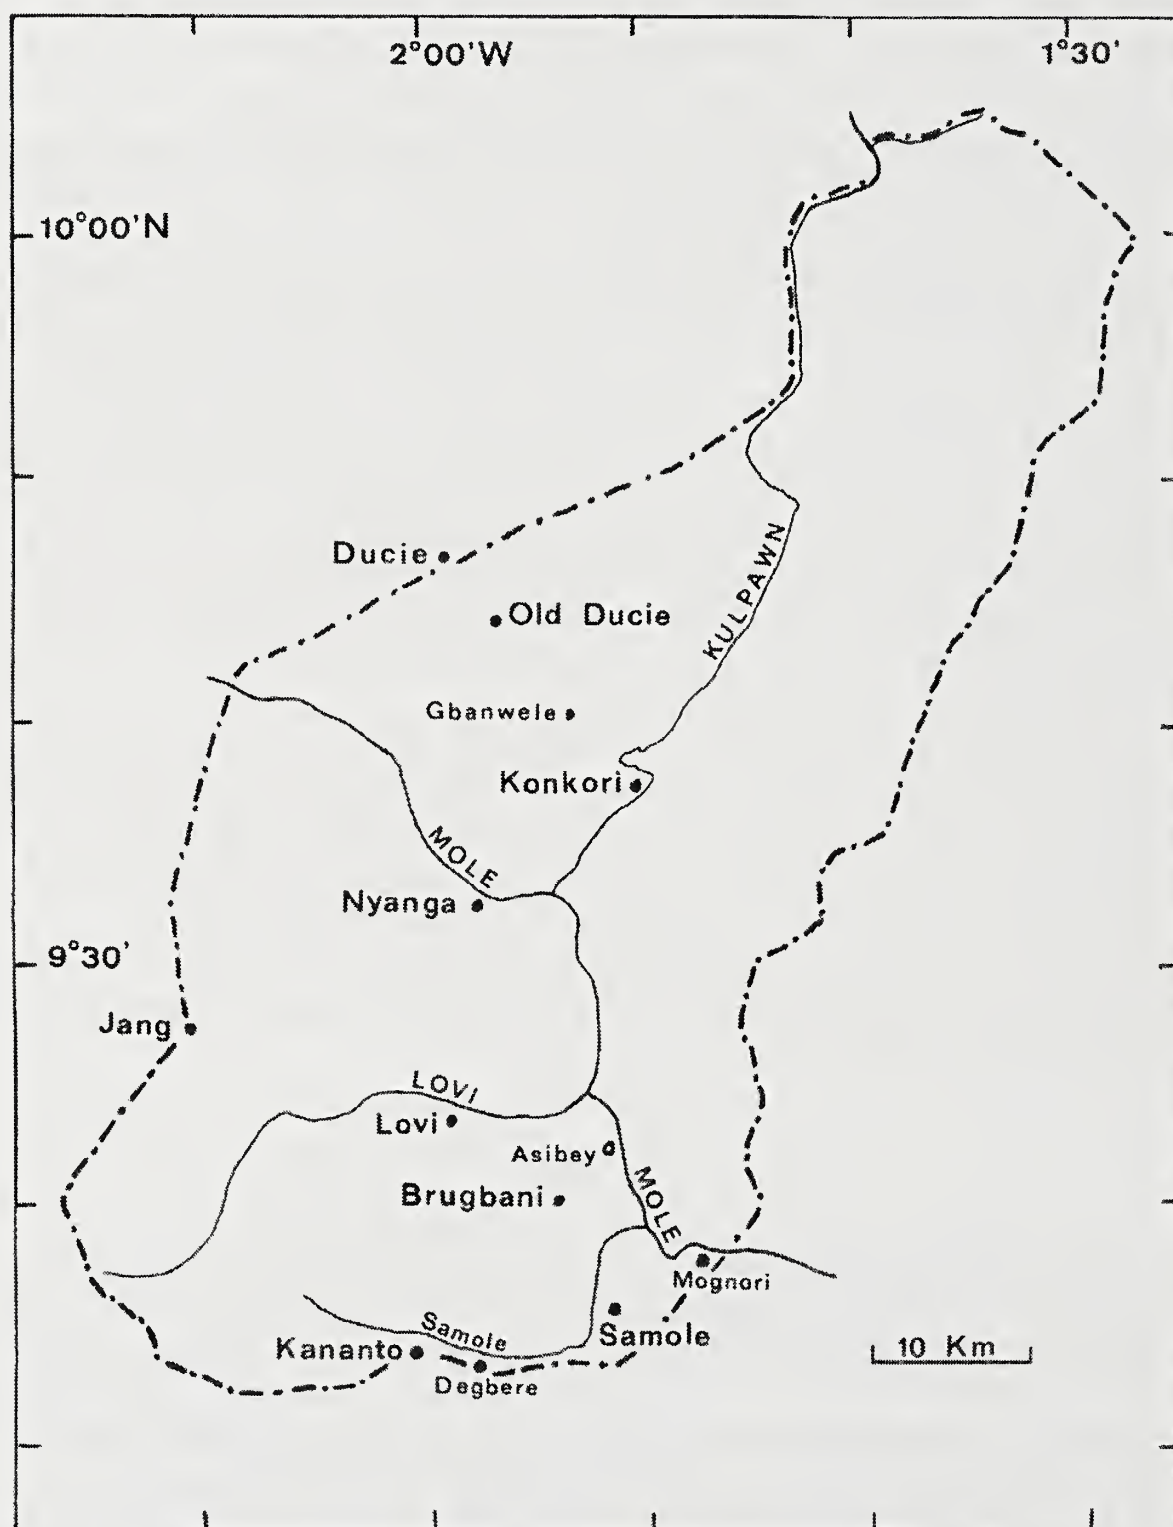 2°00'W
1°30'
10°00'N
Ducie
Old Ducie
KULPAWN
Gbanwele
Konkori
MOLE
Nyanga
9°30'
Jang
LOVI
Lovi
Asibey
Brugbani
MOLE
Mognori
Samole
Samole
Kananto
10 Km
Degbere